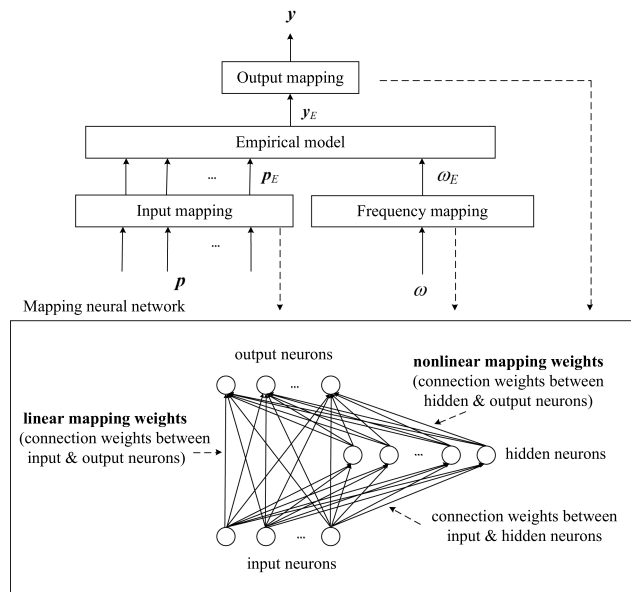 y
Output mapping
y_E
Empirical model
... p_E ω_E
Input mapping Frequency mapping
...
p ω
Mapping neural network
output neurons
nonlinear mapping weights
(connection weights between
hidden & output neurons)
...
linear mapping weights
(connection weights between
input & output neurons)
... hidden neurons
connection weights between
input & hidden neurons
...
input neurons